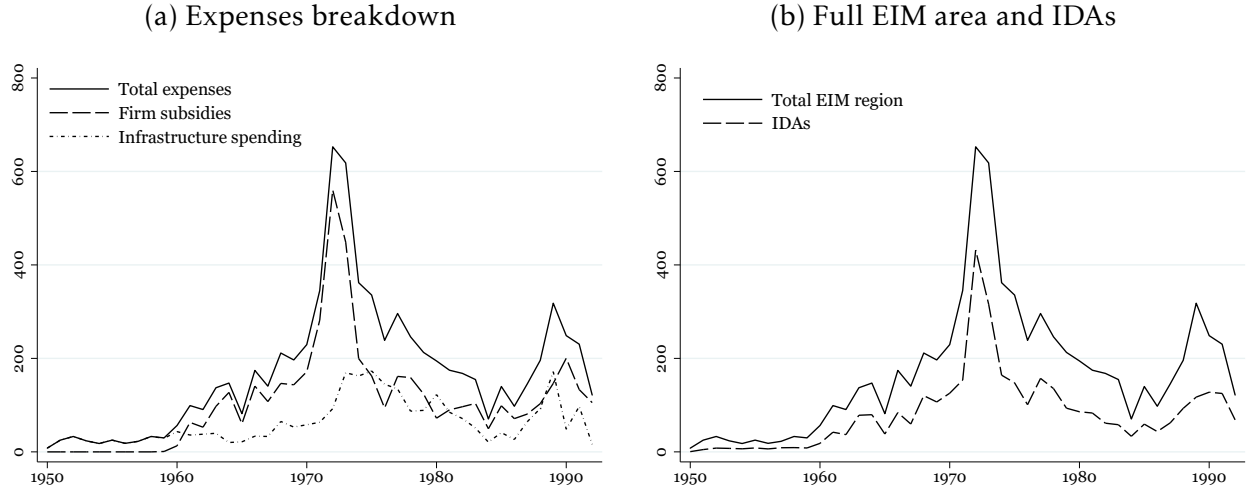 (a) Expenses breakdown
800
600
400
200
0
Total expenses
Firm subsidies
Infrastructure spending
1950 1960 1970 1980 1990
(b) Full EIM area and IDAs
800
600
400
200
0
Total EIM region
IDAs
1950 1960 1970 1980 1990